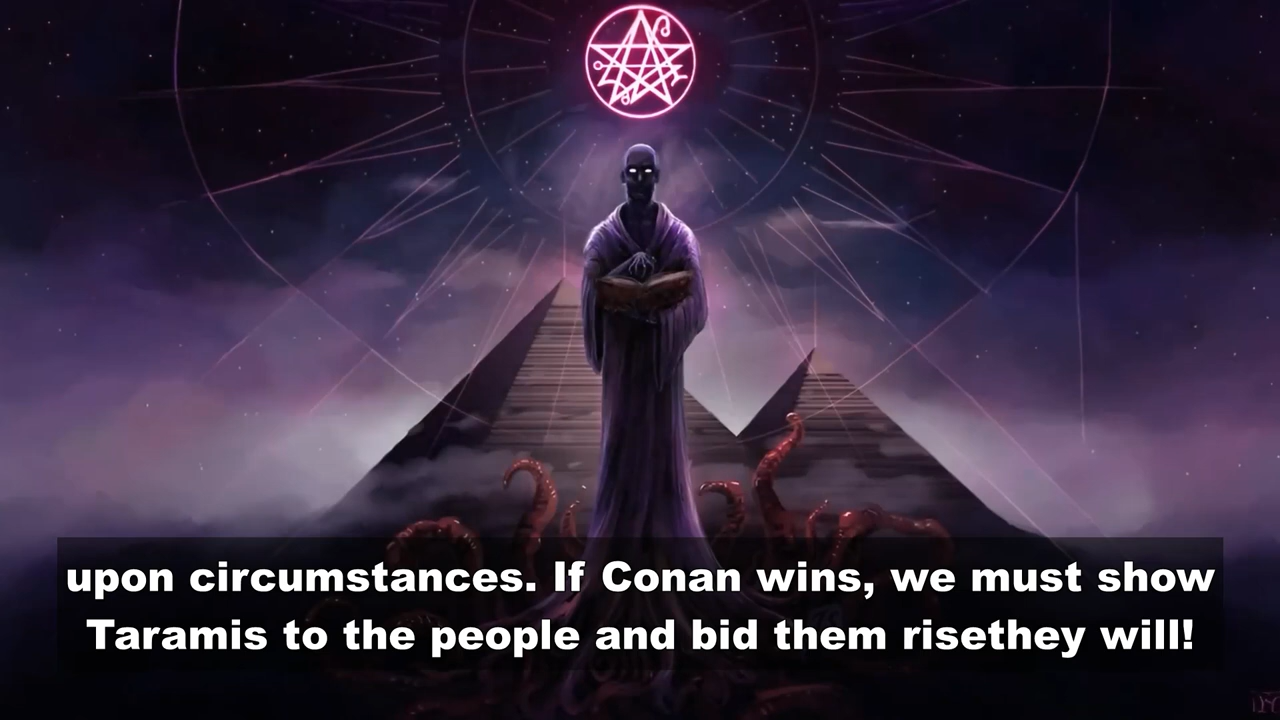 upon circumstances. If Conan wins, we must show
Taramis to the people and bid them risethey will!